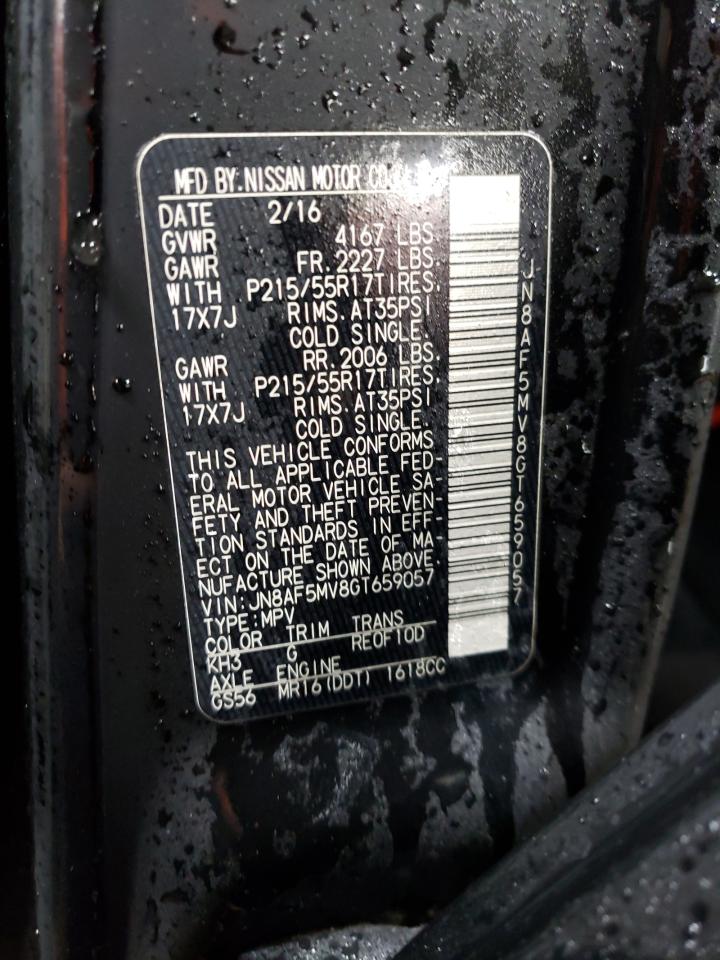 MFD BY:NISSAN MOTOR CO.
DATE 2/16
GVWR 4167 LBS
GAWR FR. 2227 LBS.
WITH P215/55R17TIRES.
17X7J RIMS.AT35PSI
COLD SINGLE.
GAWR RR.2006 LBS.
WITH P215/55R17TIRES.
17X7J RIMS.AT35PSI
COLD SINGLE.
THIS VEHICLE CONFORMS
TO ALL APPLICABLE FED-
ERAL MOTOR VEHICLE SA-
FETY AND THEFT PREVEN-
TION STANDARDS IN EFF-
ECT ON THE DATE OF MA-
NUFACTURE SHOWN ABOVE.
VIN:JN8AF5MV8GT659057
TYPE:MPV
COLOR TRIM TRANS
KH3 G RE0F10D
AXLE ENGINE
GS56 MR16(DDT) 1618CC
JN8AF5MV8GT659057